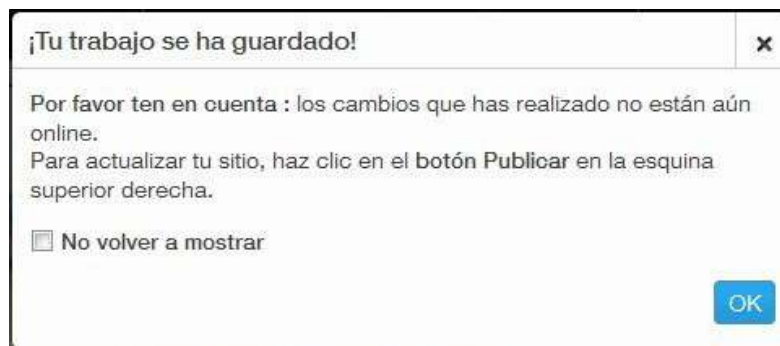 ¡Tu trabajo se ha guardado!
×
Por favor ten en cuenta : los cambios que has realizado no están aún
online.
Para actualizar tu sitio, haz clic en el botón Publicar en la esquina
superior derecha.
No volver a mostrar
OK